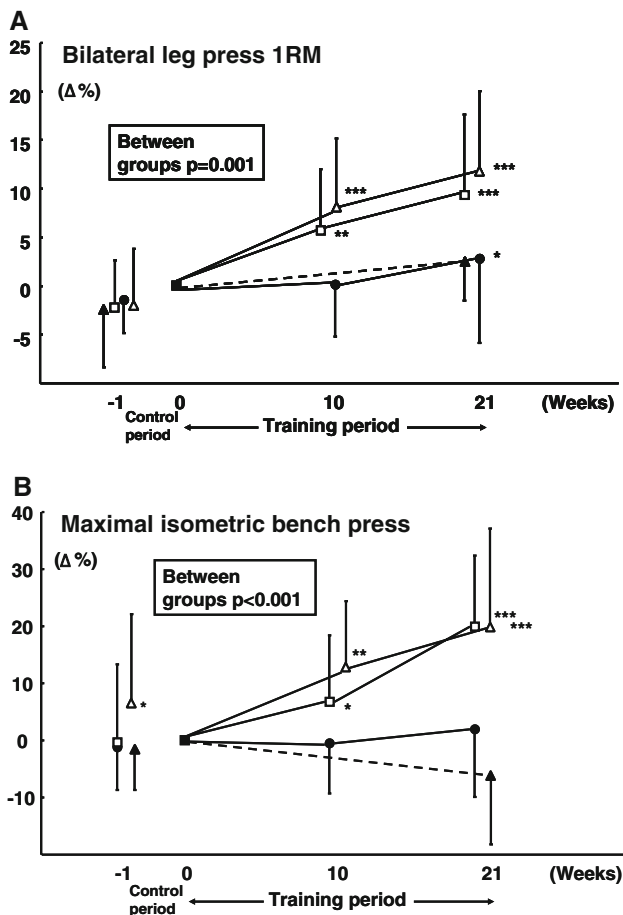 A
Bilateral leg press 1RM
(Δ%)
Between
groups p=0.001
25
20
15
10
5
0
-5
***
***
**
***
*
-1 0 10 21 (Weeks)
Control
period
Training period
B
Maximal isometric bench press
(Δ%)
Between
groups p<0.001
40
30
20
10
0
-10
*
**
*
***
***
-1 0 10 21 (Weeks)
Control
period
Training period